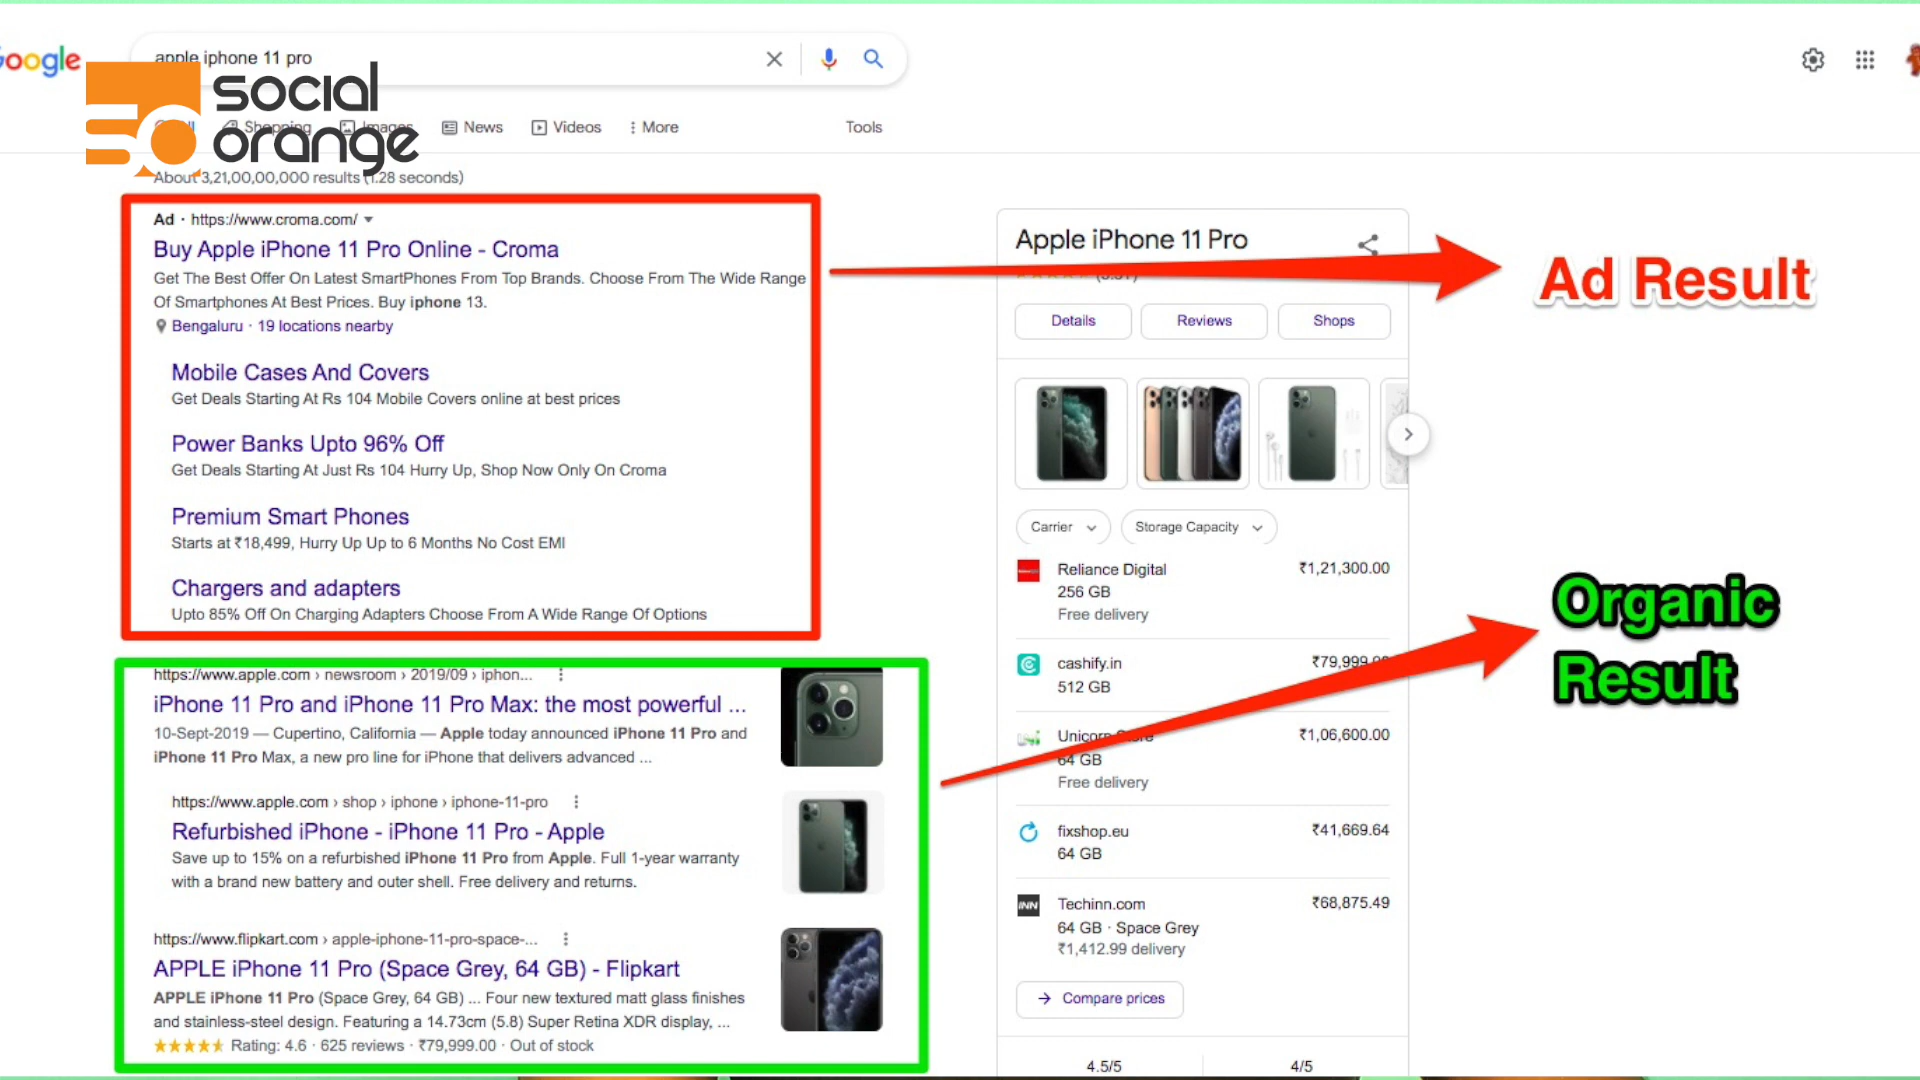 Google
apple iphone 11 pro
social
orange
Shopping
Images
News
Videos
More
Tools
About 3,21,00,00,000 results (1.28 seconds)
Ad · https://www.croma.com/
Buy Apple iPhone 11 Pro Online - Croma
Get The Best Offer On Latest SmartPhones From Top Brands. Choose From The Wide Range
Of Smartphones At Best Prices. Buy iphone 13.
Bengaluru · 19 locations nearby
Mobile Cases And Covers
Get Deals Starting At Rs 104 Mobile Covers online at best prices
Power Banks Upto 96% Off
Get Deals Starting At Just Rs 104 Hurry Up, Shop Now Only On Croma
Premium Smart Phones
Starts at ₹18,499, Hurry Up Up to 6 Months No Cost EMI
Chargers and adapters
Upto 85% Off On Charging Adapters Choose From A Wide Range Of Options
https://www.apple.com › newsroom › 2019/09 › iphon...
iPhone 11 Pro and iPhone 11 Pro Max: the most powerful ...
10-Sept-2019 — Cupertino, California — Apple today announced iPhone 11 Pro and
iPhone 11 Pro Max, a new pro line for iPhone that delivers advanced ...
https://www.apple.com › shop › iphone › iphone-11-pro
Refurbished iPhone - iPhone 11 Pro - Apple
Save up to 15% on a refurbished iPhone 11 Pro from Apple. Full 1-year warranty
with a brand new battery and outer shell. Free delivery and returns.
https://www.flipkart.com › apple-iphone-11-pro-space-...
APPLE iPhone 11 Pro (Space Grey, 64 GB) - Flipkart
APPLE iPhone 11 Pro (Space Grey, 64 GB) ... Four new textured matt glass finishes
and stainless-steel design. Featuring a 14.73cm (5.8) Super Retina XDR display, ...
Rating: 4.6 · 625 reviews · ₹79,999.00 · Out of stock
Apple iPhone 11 Pro
Details
Reviews
Shops
Carrier
Storage Capacity
Reliance Digital ₹1,21,300.00
256 GB
Free delivery
cashify.in ₹79,999.00
512 GB
Unicorn Store ₹1,06,600.00
64 GB
Free delivery
fixshop.eu ₹41,669.64
64 GB
INN
Techinn.com ₹68,875.49
64 GB · Space Grey
₹1,412.99 delivery
Compare prices
4.5/5 4/5
Ad Result
Organic
Result